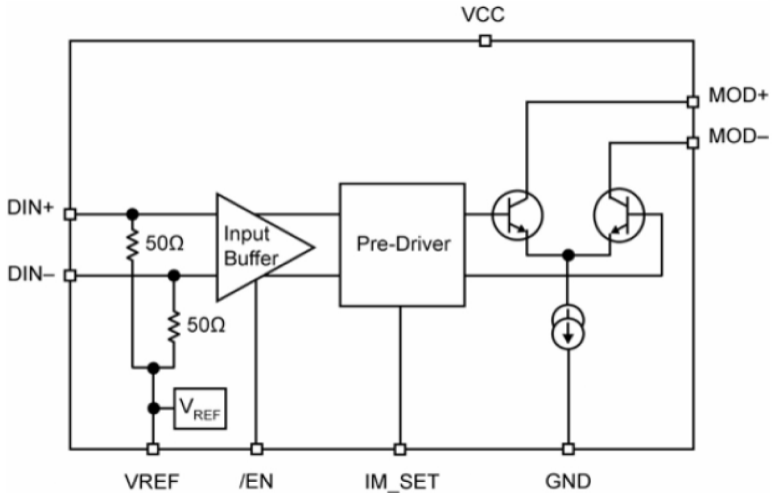 VCC
MOD+
MOD–
DIN+
50Ω
Input
Buffer
Pre-Driver
DIN–
50Ω
VREF
VREF
/EN
IM_SET
GND